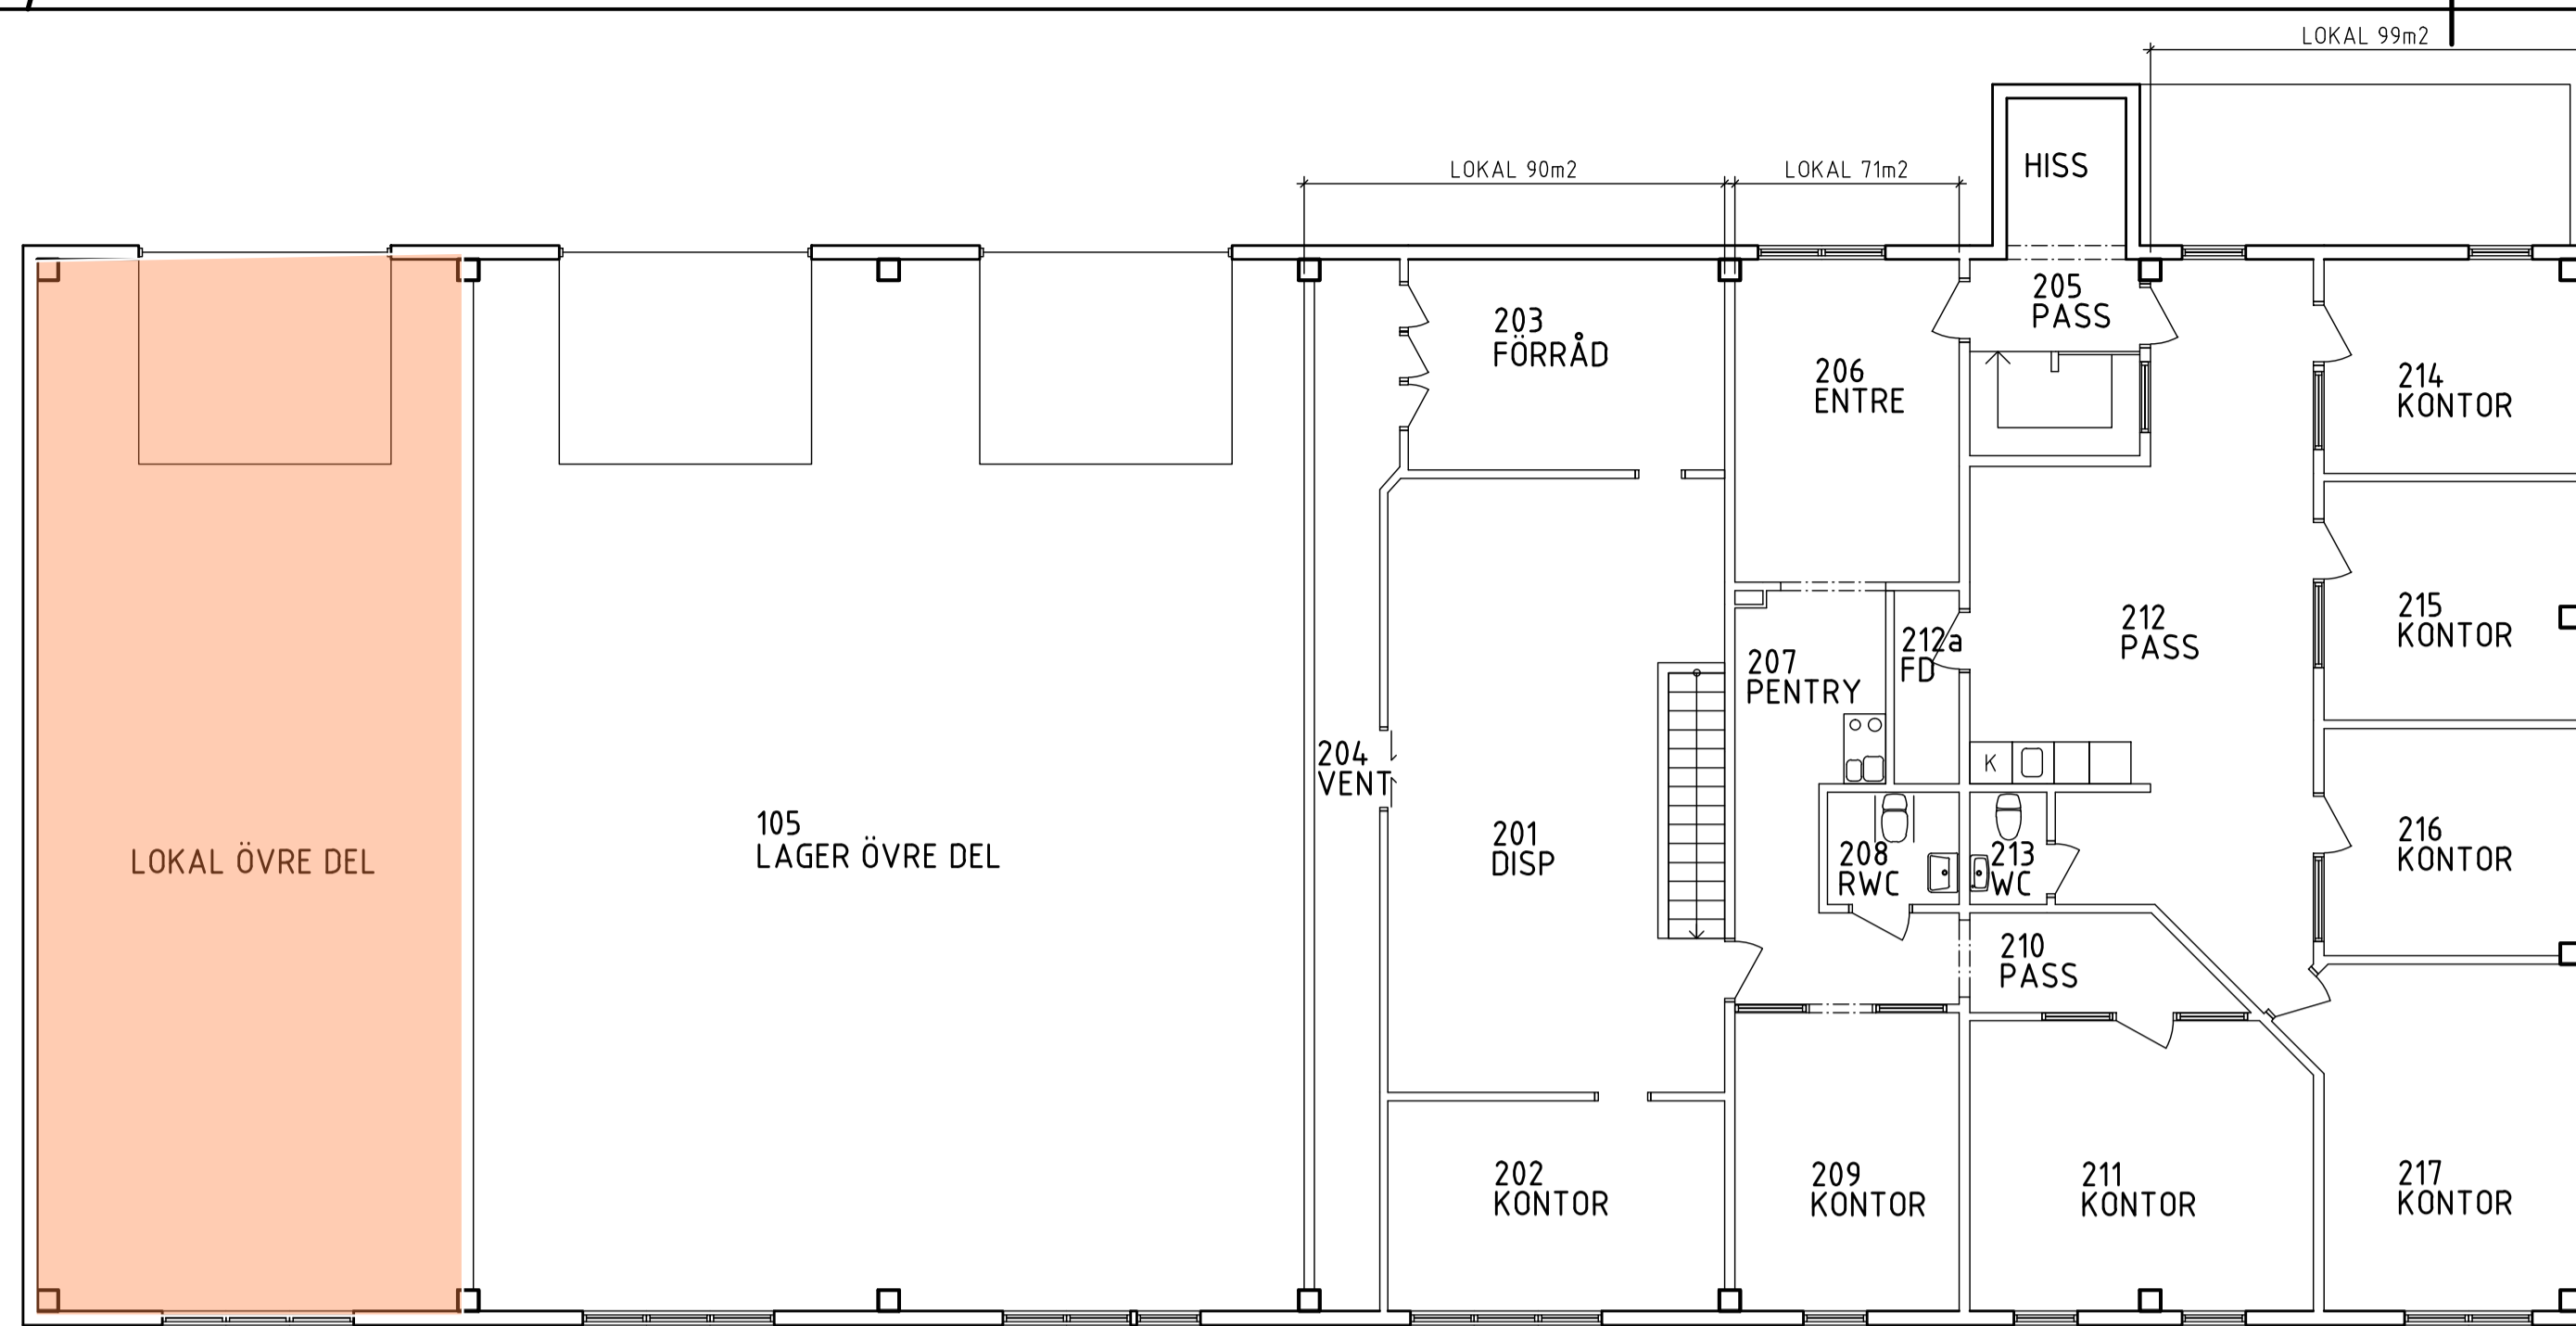 LOKAL 99m2
LOKAL 90m2
LOKAL 71m2
HISS
205
PASS
203
FÖRRÅD
206
ENTRE
214
KONTOR
212a
FD
212
PASS
215
KONTOR
207
PENTRY
204
VENT
K
105
LAGER ÖVRE DEL
LOKAL ÖVRE DEL
201
DISP
208
RWC
213
WC
216
KONTOR
210
PASS
202
KONTOR
209
KONTOR
211
KONTOR
217
KONTOR